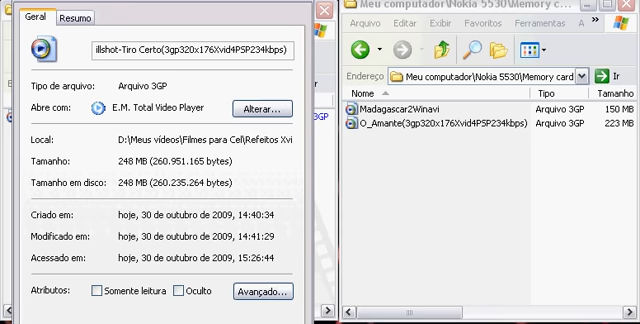 Geral Resumo
illshot-Tiro Certo(3gp320x176Xvid4PSP234kbps)
Tipo de arquivo: Arquivo 3GP
Abre com: E.M. Total Video Player Alterar...
Local: D:\Meus vídeos\Filmes para Cel\Refeitos Xvi
Tamanho: 248 MB (260.951.165 bytes)
Tamanho em disco: 248 MB (260.235.264 bytes)
Criado em: hoje, 30 de outubro de 2009, 14:40:34
Modificado em: hoje, 30 de outubro de 2009, 14:41:29
Acessado em: hoje, 30 de outubro de 2009, 15:26:44
Atributos: Somente leitura Oculto Avançado...
Meu computador\Nokia 5530\Memory c...
Arquivo Editar Exibir Favoritos Ferramentas A »
Endereço Meu computador\Nokia 5530\Memory card Ir
Nome Tipo Tamanho
Madagascar2Winavi Arquivo 3GP 150 MB
O_Amante(3gp320x176Xvid4PSP234kbps) Arquivo 3GP 223 MB